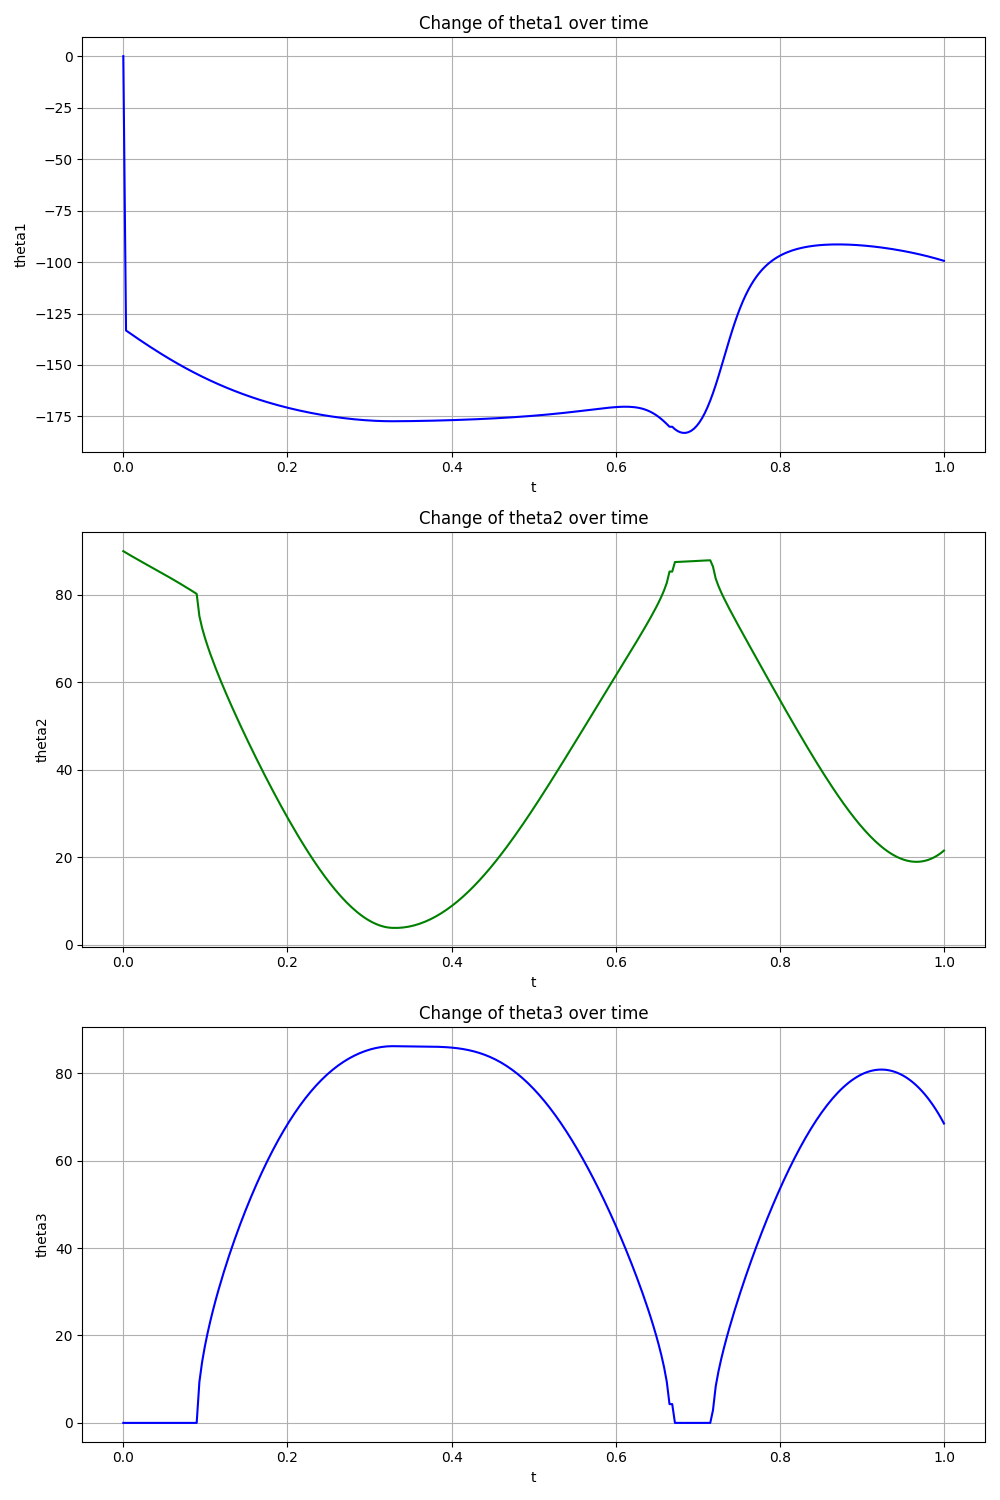 Change of theta1 over time
0
−25
−50
−75
−100
−125
−150
−175
theta1
0.0 0.2 0.4 0.6 0.8 1.0
t
Change of theta2 over time
80
60
40
20
0
theta2
0.0 0.2 0.4 0.6 0.8 1.0
t
Change of theta3 over time
80
60
40
20
0
theta3
0.0 0.2 0.4 0.6 0.8 1.0
t